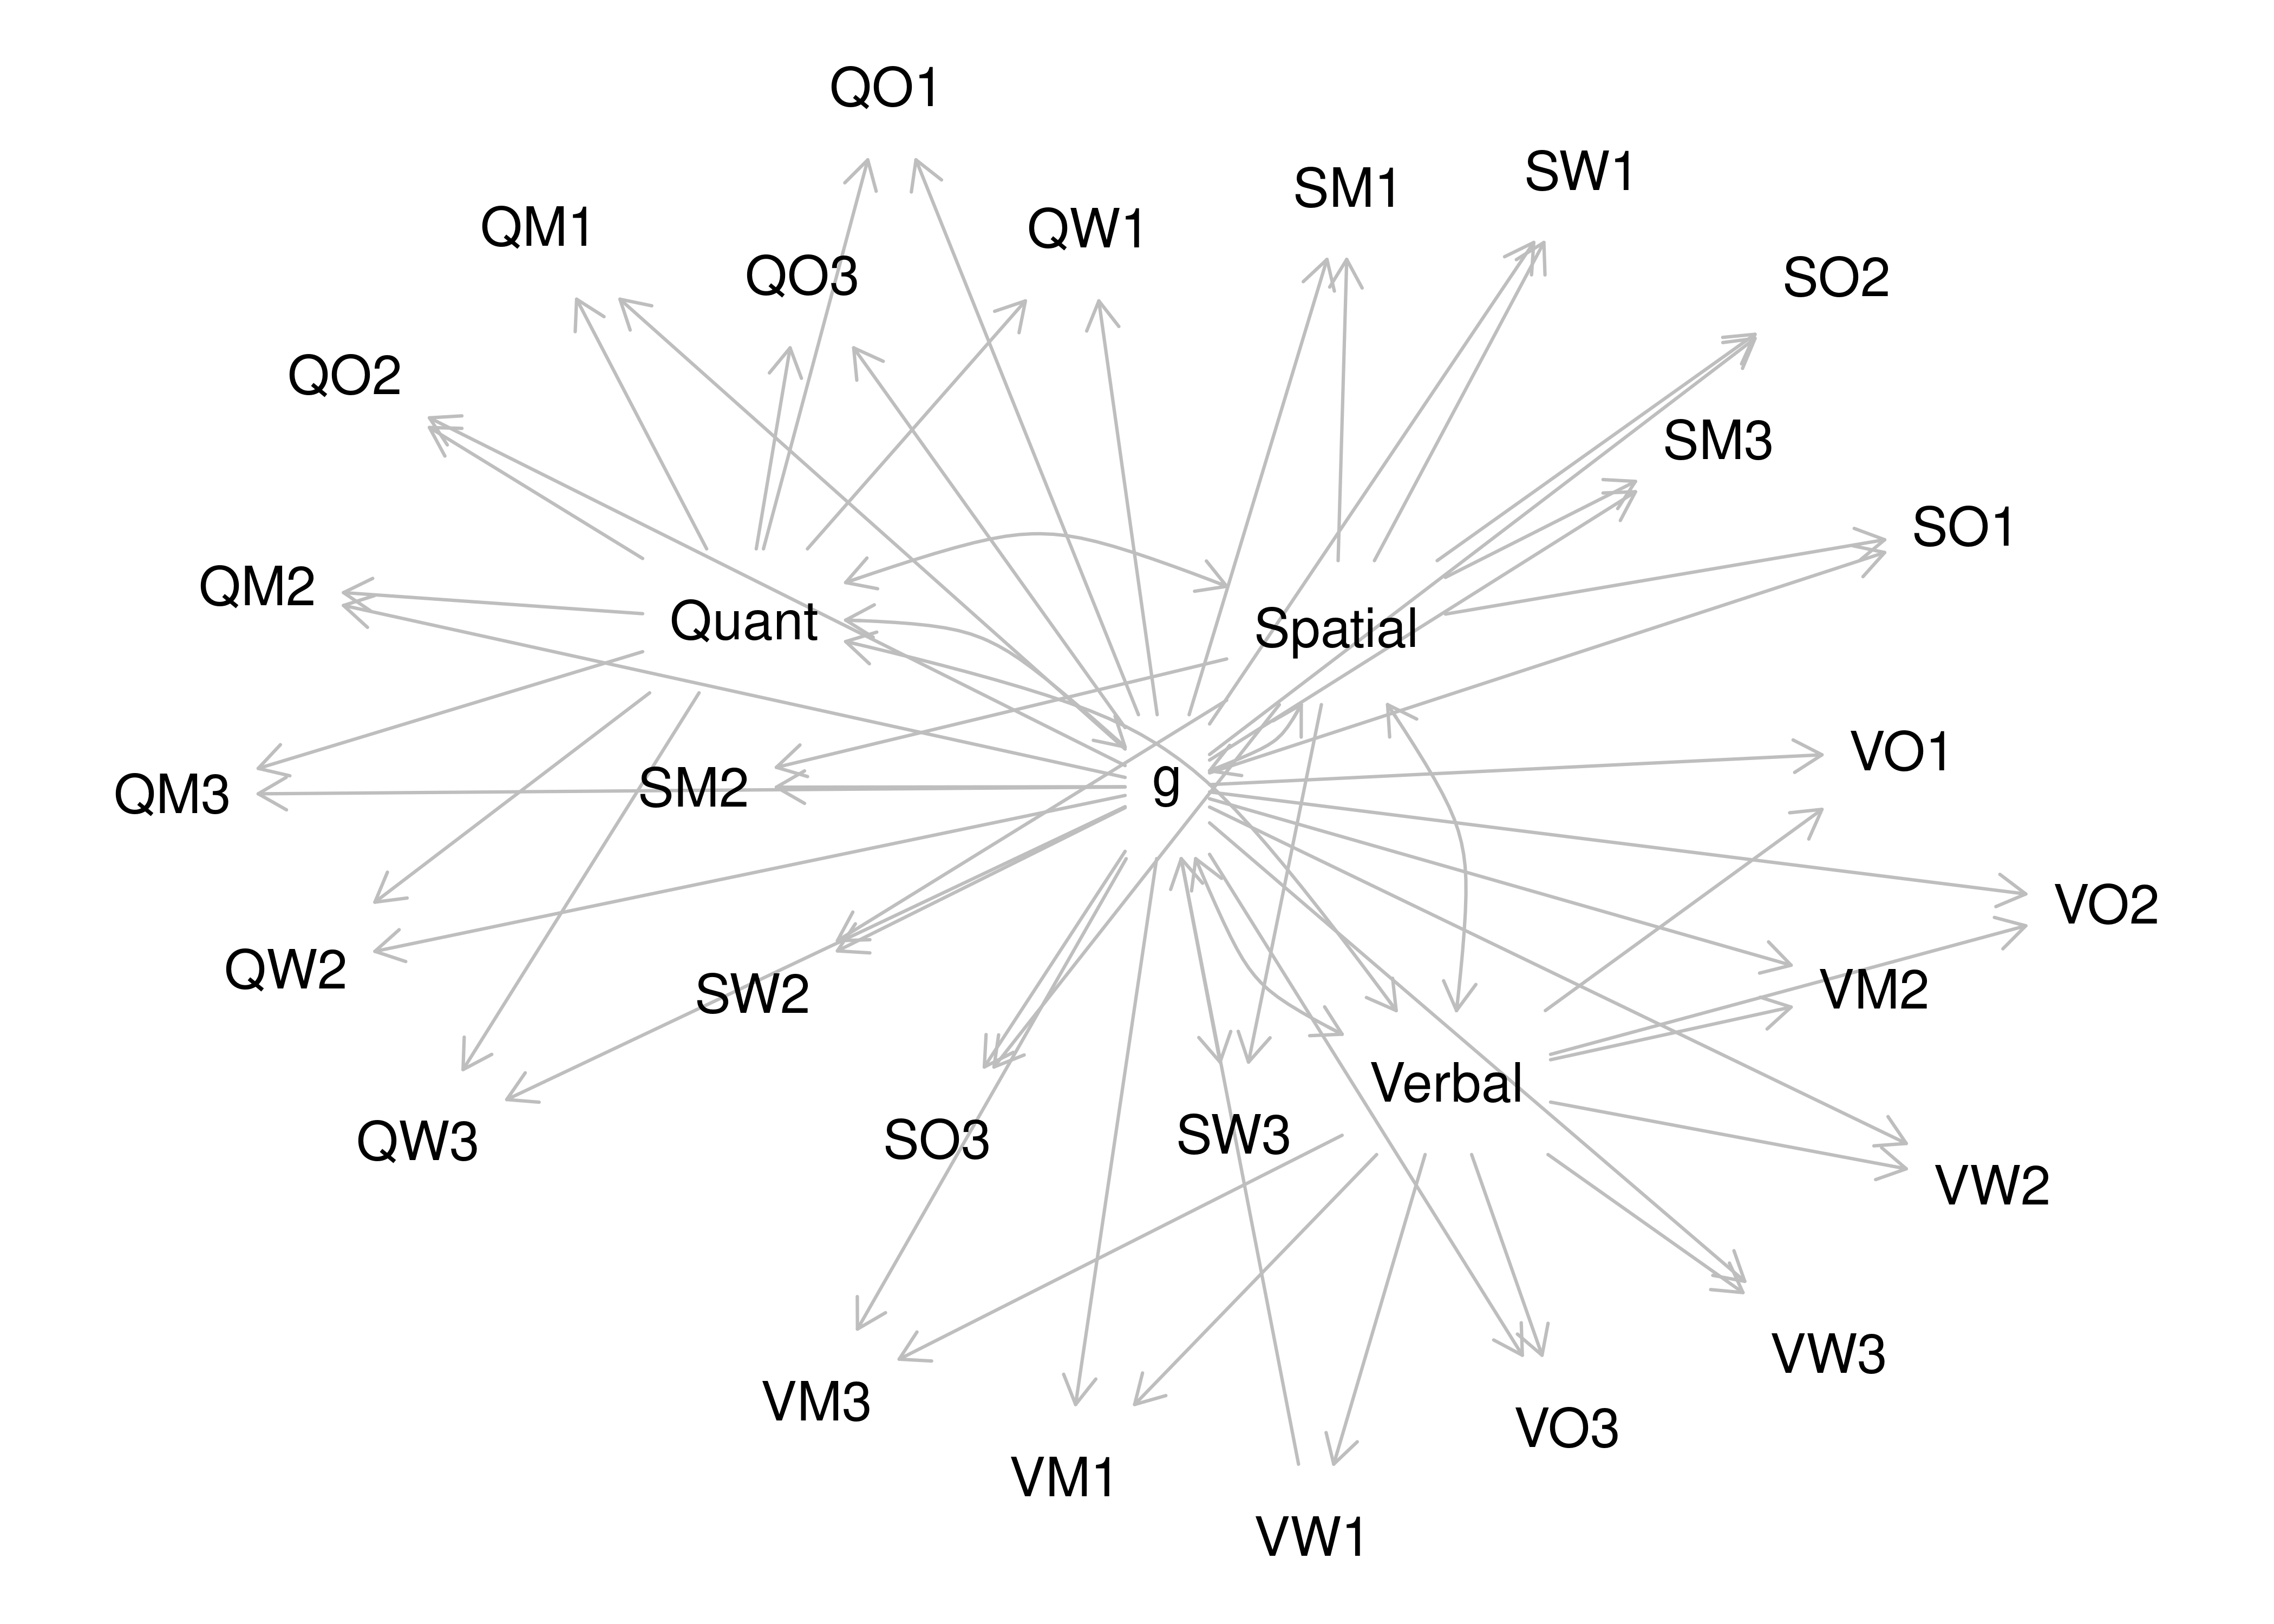 QO1
SW1
SM1
QM1
QW1
QO3
SO2
QO2
SM3
SO1
QM2
Quant
Spatial
VO1
g
SM2
QM3
VO2
QW2
VM2
SW2
Verbal
SW3
SO3
QW3
VW2
VW3
VM3
VO3
VM1
VW1